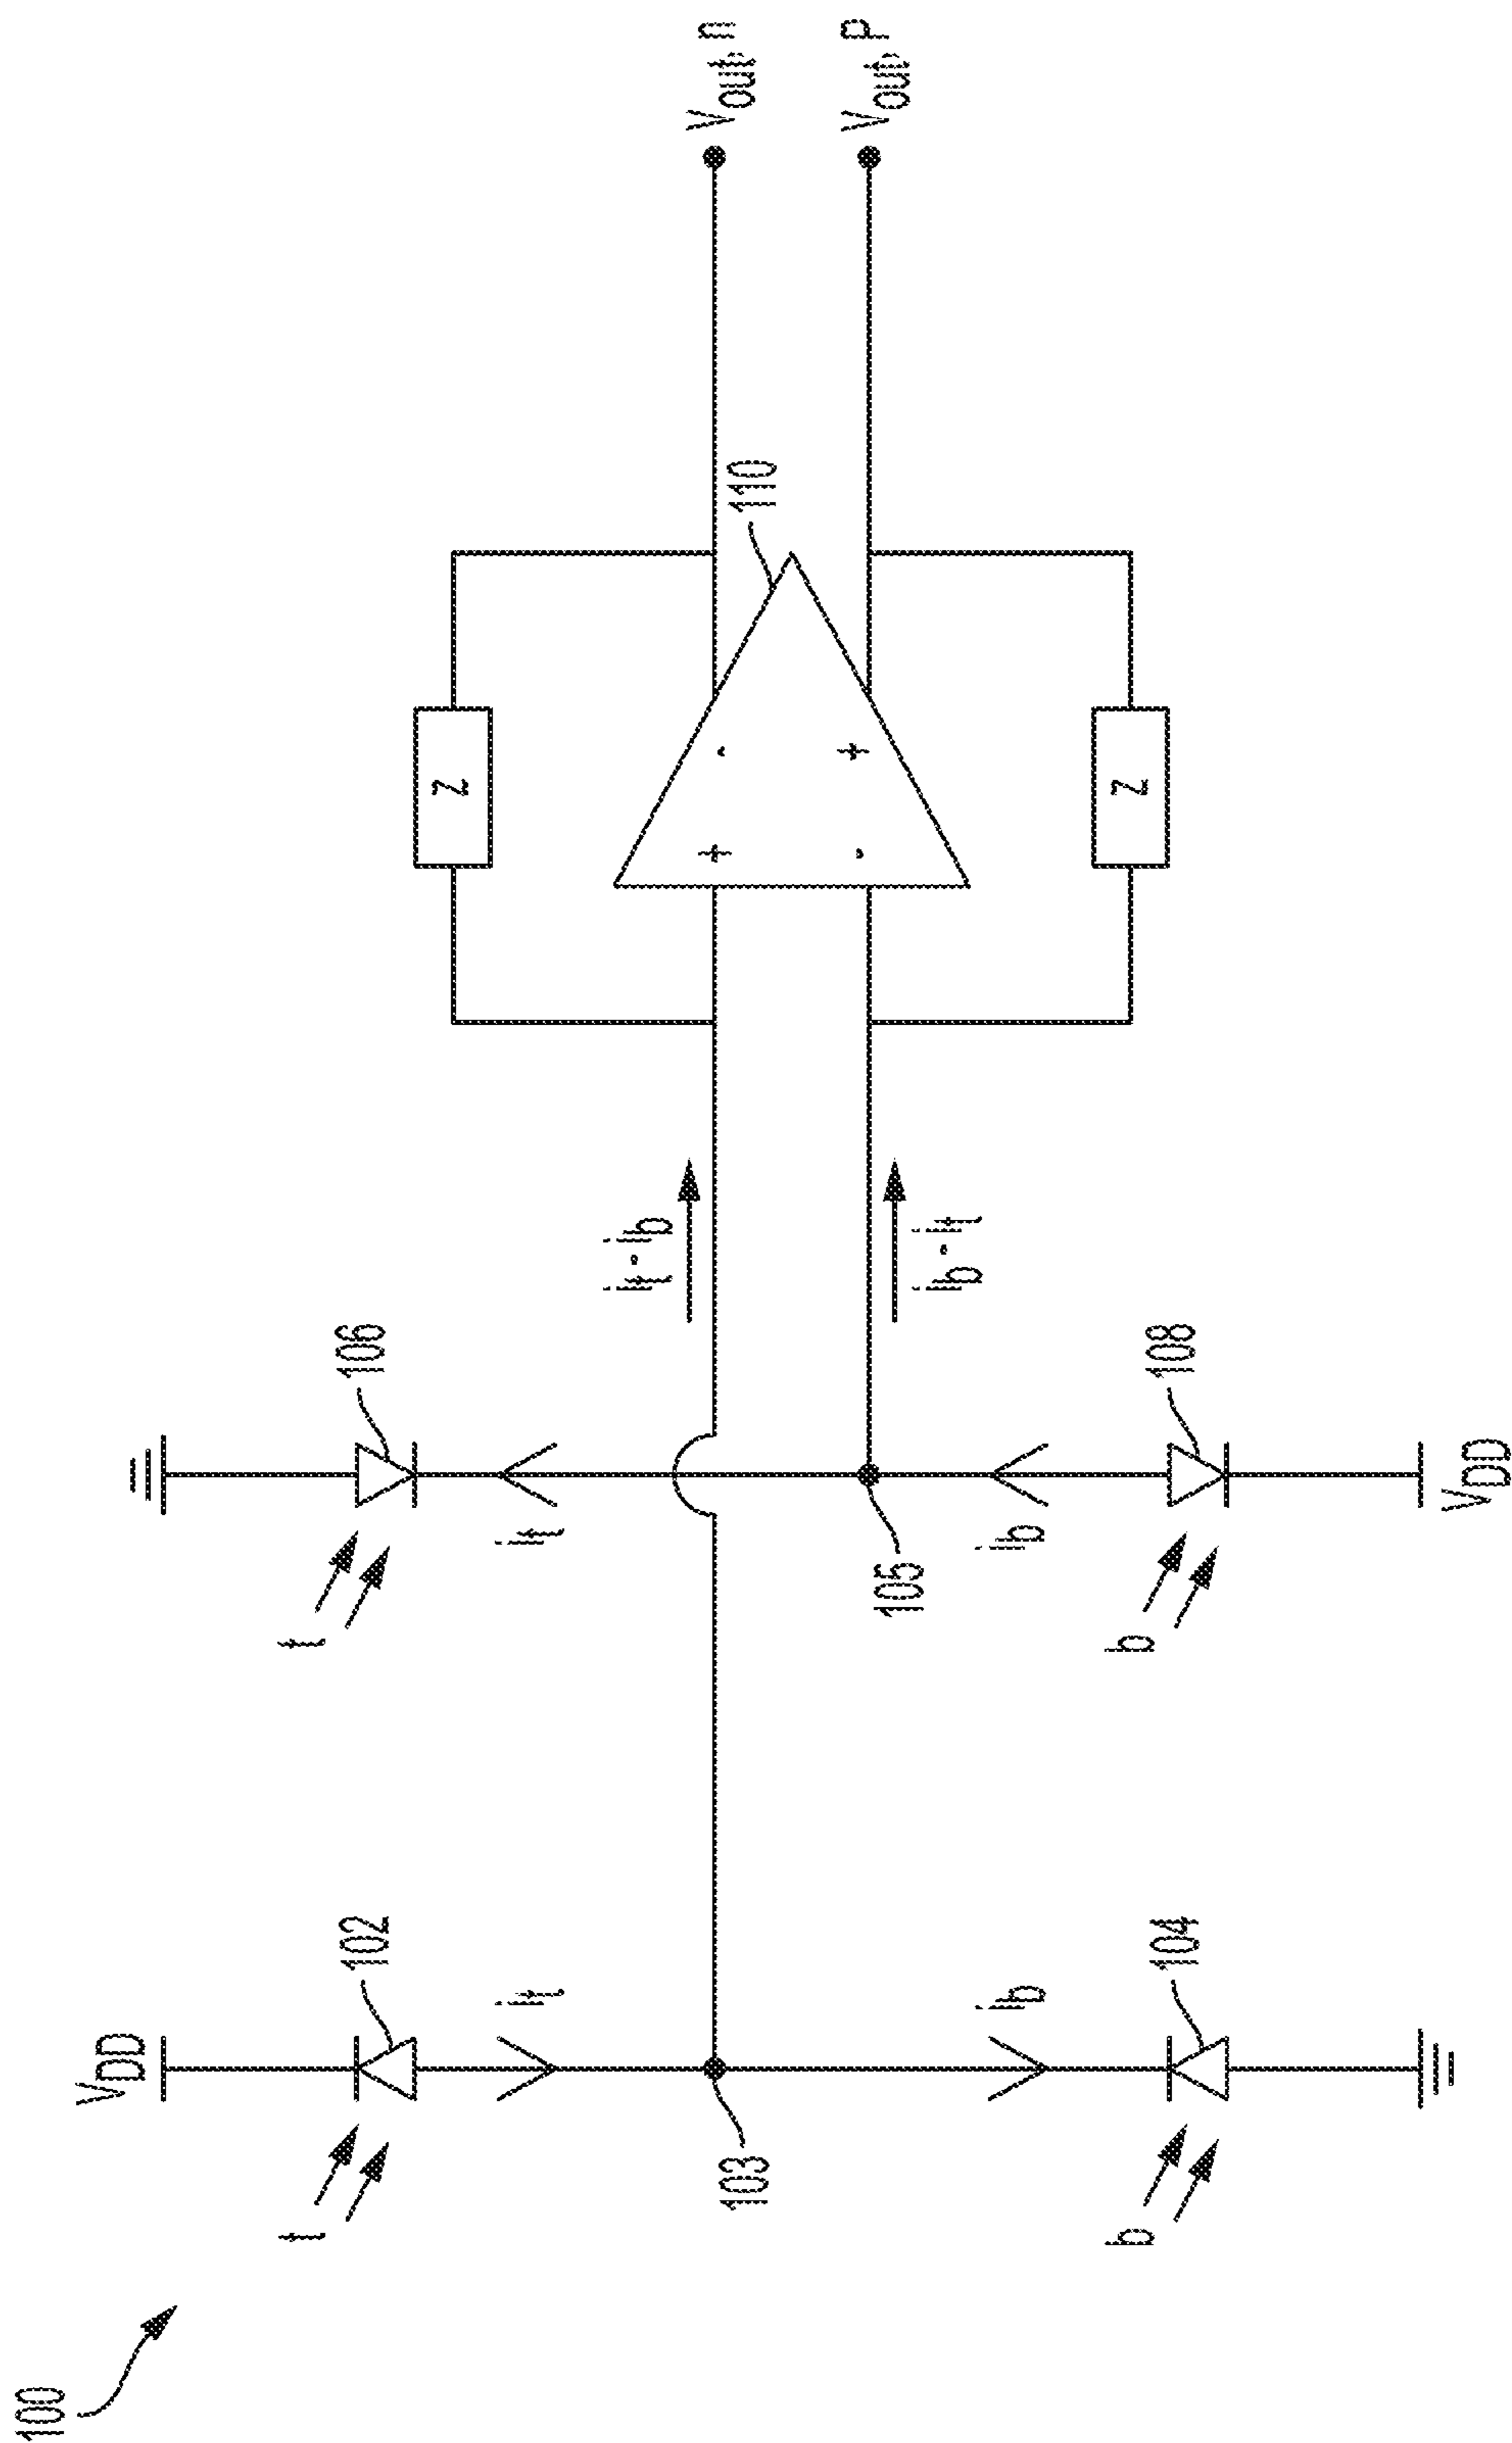 100
VDD
102
t
it
103
ib
104
b
106
t
it
105
ib
108
b
VDD
it - ib
ib - it
Z
110
+ -
- +
Z
Vout,n
Vout,p